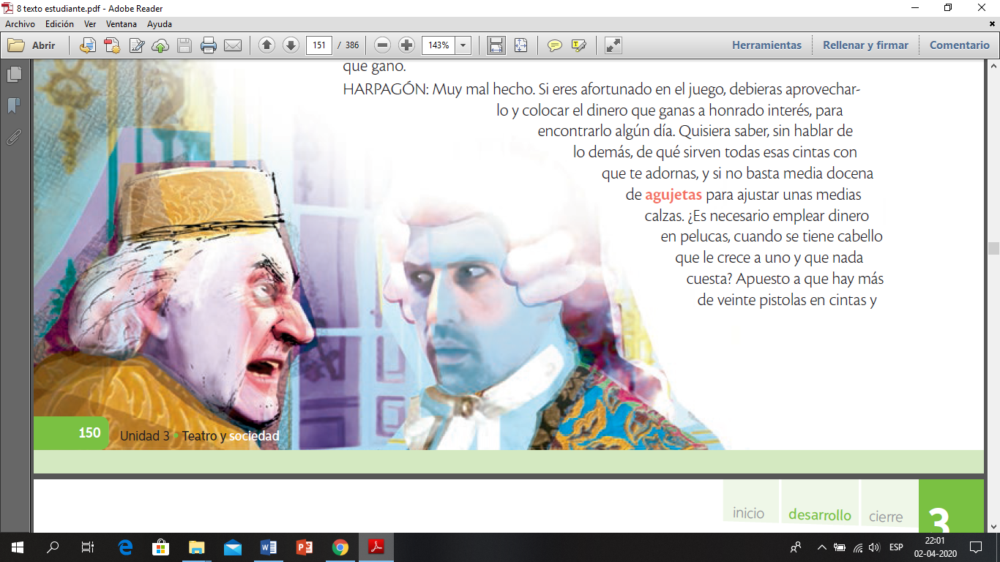 8 texto estudiante.pdf - Adobe Reader
Archivo Edición Ver Ventana Ayuda
Abrir 151 / 386 143% Herramientas Rellenar y firmar Comentario
que gano.
HARPAGÓN: Muy mal hecho. Si eres afortunado en el juego, debieras aprovechar-
lo y colocar el dinero que ganas a honrado interés, para
encontrarlo algún día. Quisiera saber, sin hablar de
lo demás, de qué sirven todas esas cintas con
que te adornas, y si no basta media docena
de agujetas para ajustar unas medias
calzas. ¿Es necesario emplear dinero
en pelucas, cuando se tiene cabello
que le crece a uno y que nada
cuesta? Apuesto a que hay más
de veinte pistolas en cintas y
150 Unidad 3 • Teatro y sociedad
inicio desarrollo cierre 3
ESP 22:01
02-04-2020